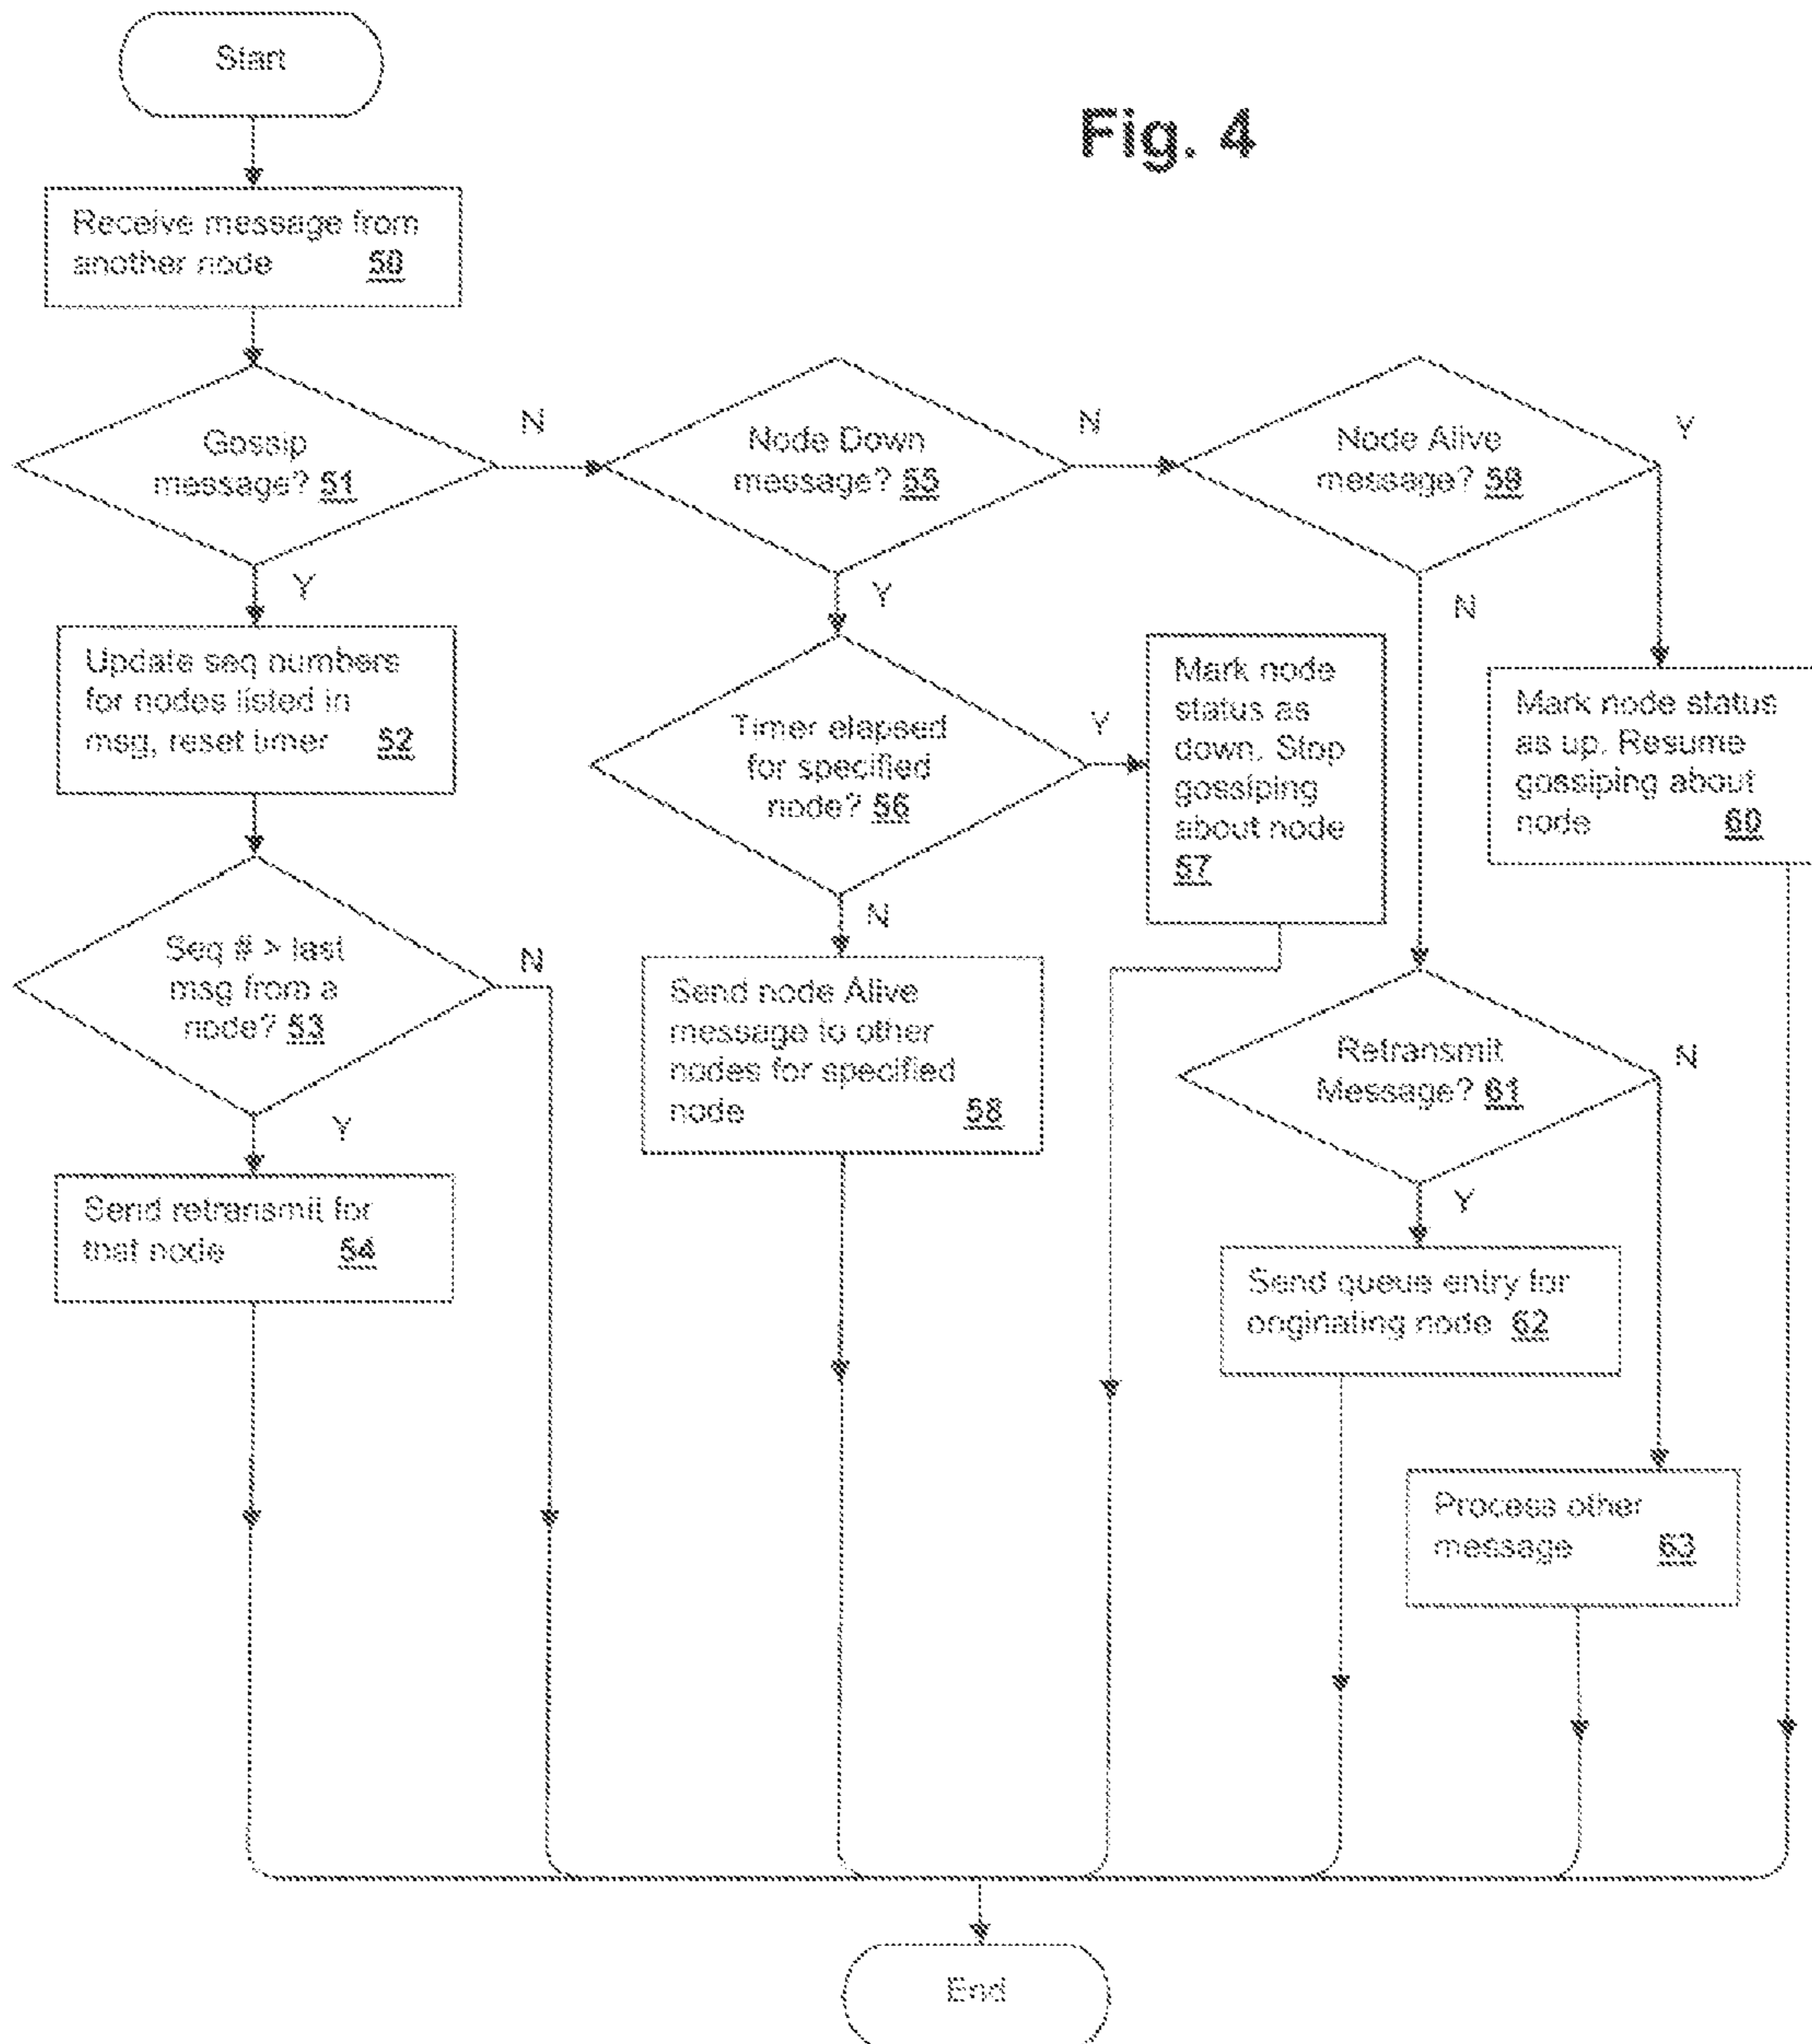 Start
Fig. 4
Receive message from
another node 50
Gossip
message? 51
N
Node Down
message? 55
N
Node Alive
message? 59
Y
Y
Update seq numbers
for nodes listed in
msg, reset timer 52
Y
Timer elapsed
for specified
node? 56
Y
Mark node
status as
down. Stop
gossiping
about node
57
N
Mark node status
as up. Resume
gossiping about
node 60
Seq # > last
msg from a
node? 53
N
Y
Send retransmit for
that node 54
N
Send node Alive
message to other
nodes for specified
node 58
Retransmit
Message? 61
N
Y
Send queue entry for
originating node 62
Process other
message 63
End